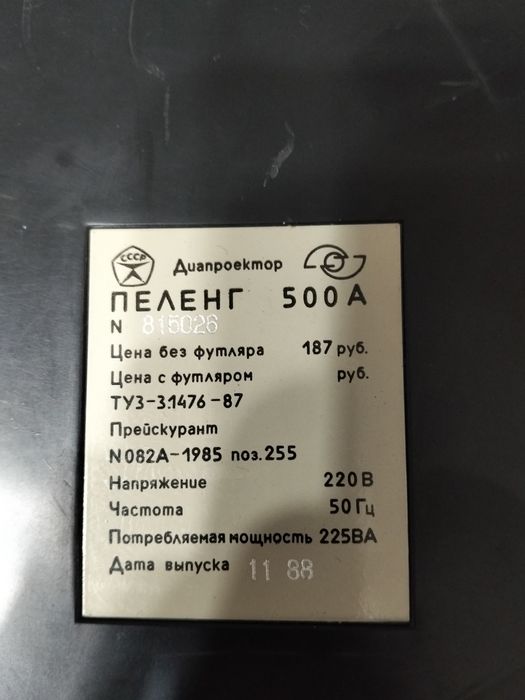 СССР
Диапроектор
ПЕЛЕНГ 500А
N 815026
Цена без футляра 187 руб.
Цена с футляром руб.
ТУ3-3.1476-87
Прейскурант
N082А-1985 поз.255
Напряжение 220В
Частота 50Гц
Потребляемая мощность 225ВА
Дата выпуска 11 88